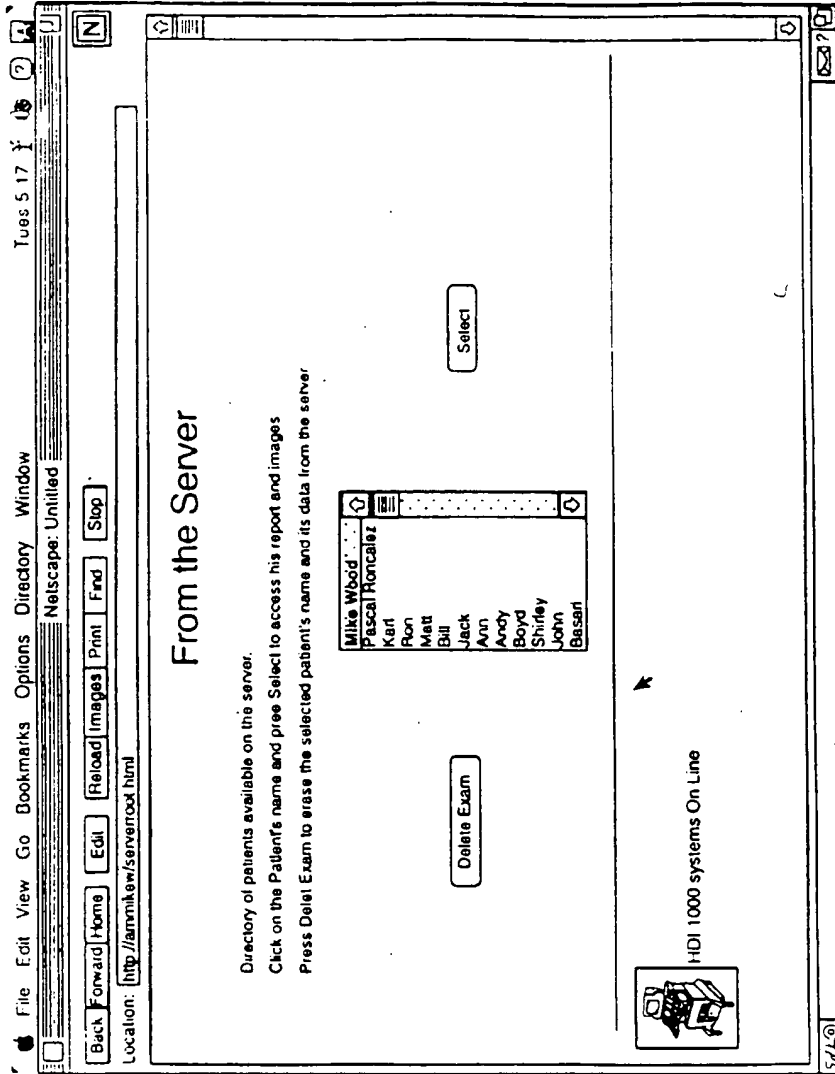 File Edit View Go Bookmarks Options Directory Window Tues 5 17 ?
Netscape: Untitled
Back Forward Home Edit Reload Images Print Find Stop N
Location: http //ammikew/serverroot html
From the Server
Directory of patients available on the server.
Click on the Patient's name and pree Select to access his report and images
Press Delet Exam to erase the selected patient's name and its data from the server
Mike Wood
Pascal Roncalez
Karl
Ron
Matt
Bill
Jack
Ann
Andy
Boyd
Shirley
John
Basari
Delete Exam
Select
HDI 1000 systems On Line
?